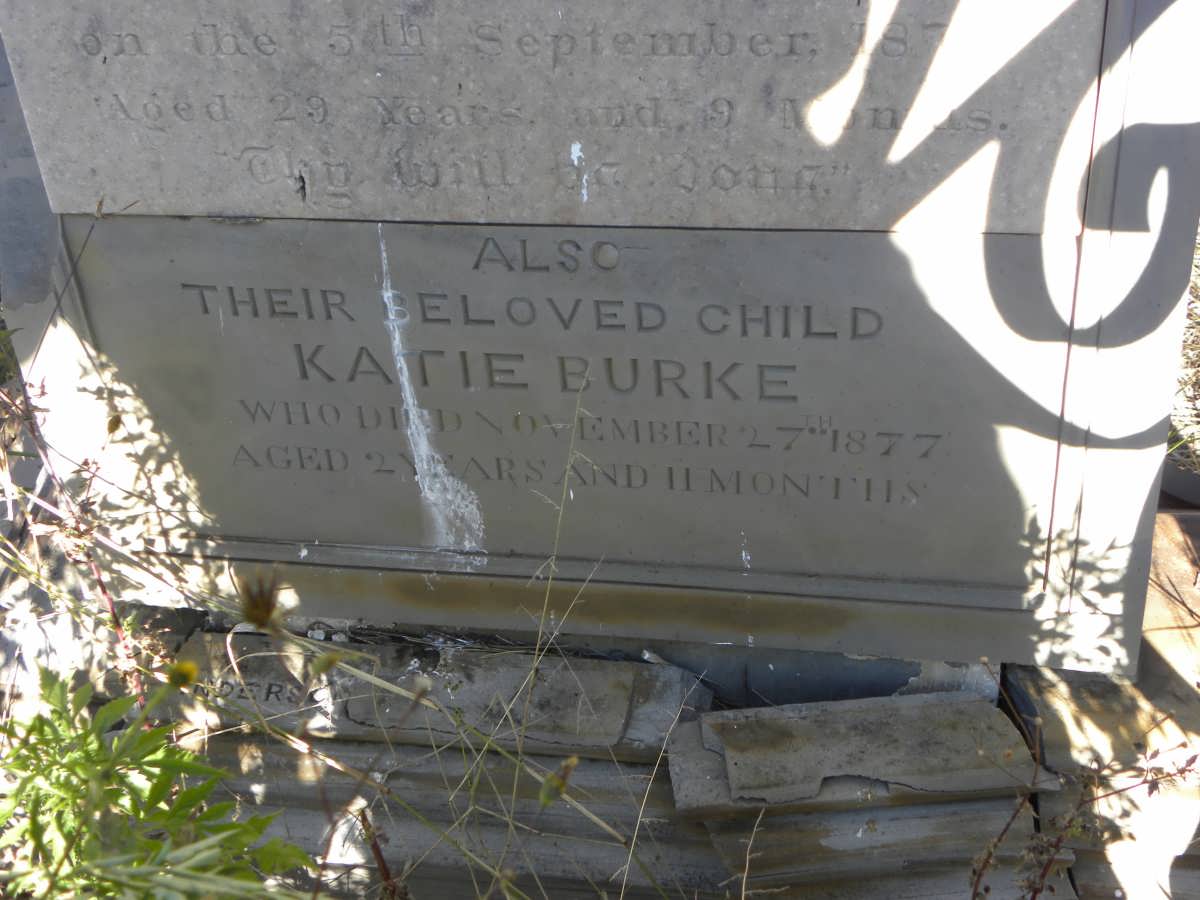 on the 5th September, 187
Aged 29 Years and 9 Months.
"Thy will be Done."
ALSO
THEIR BELOVED CHILD
KATIE BURKE
WHO DIED NOVEMBER 27TH 1877
AGED 2 YEARS AND 11 MONTHS
NDERS